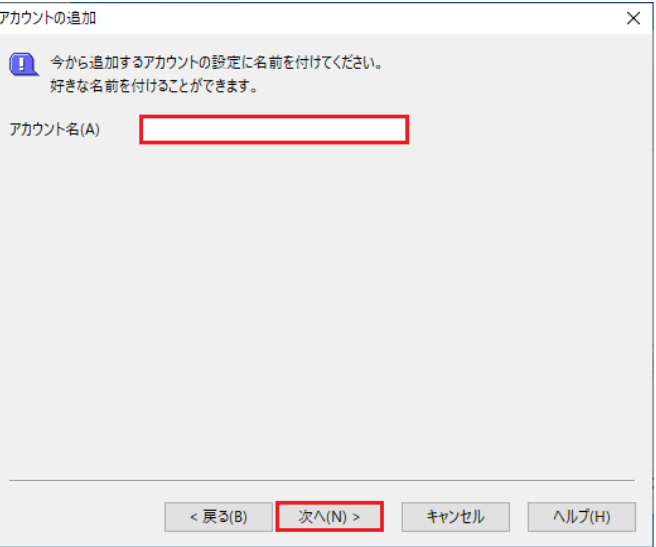 アカウントの追加
今から追加するアカウントの設定に名前を付けてください。
好きな名前を付けることができます。
アカウント名(A)
< 戻る(B) 次へ(N) > キャンセル ヘルプ(H)